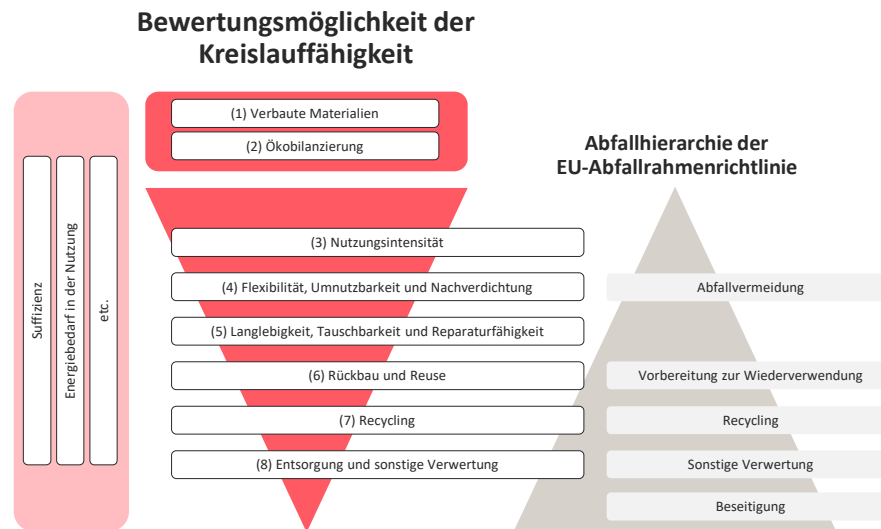 Bewertungsmöglichkeit der
Kreislauffähigkeit
(1) Verbaute Materialien
(2) Ökobilanzierung
Suffizienz
Energiebedarf in der Nutzung
etc.
(3) Nutzungsintensität
(4) Flexibilität, Umnutzbarkeit und Nachverdichtung
(5) Langlebigkeit, Tauschbarkeit und Reparaturfähigkeit
(6) Rückbau und Reuse
(7) Recycling
(8) Entsorgung und sonstige Verwertung
Abfallhierarchie der
EU-Abfallrahmenrichtlinie
Abfallvermeidung
Vorbereitung zur Wiederverwendung
Recycling
Sonstige Verwertung
Beseitigung